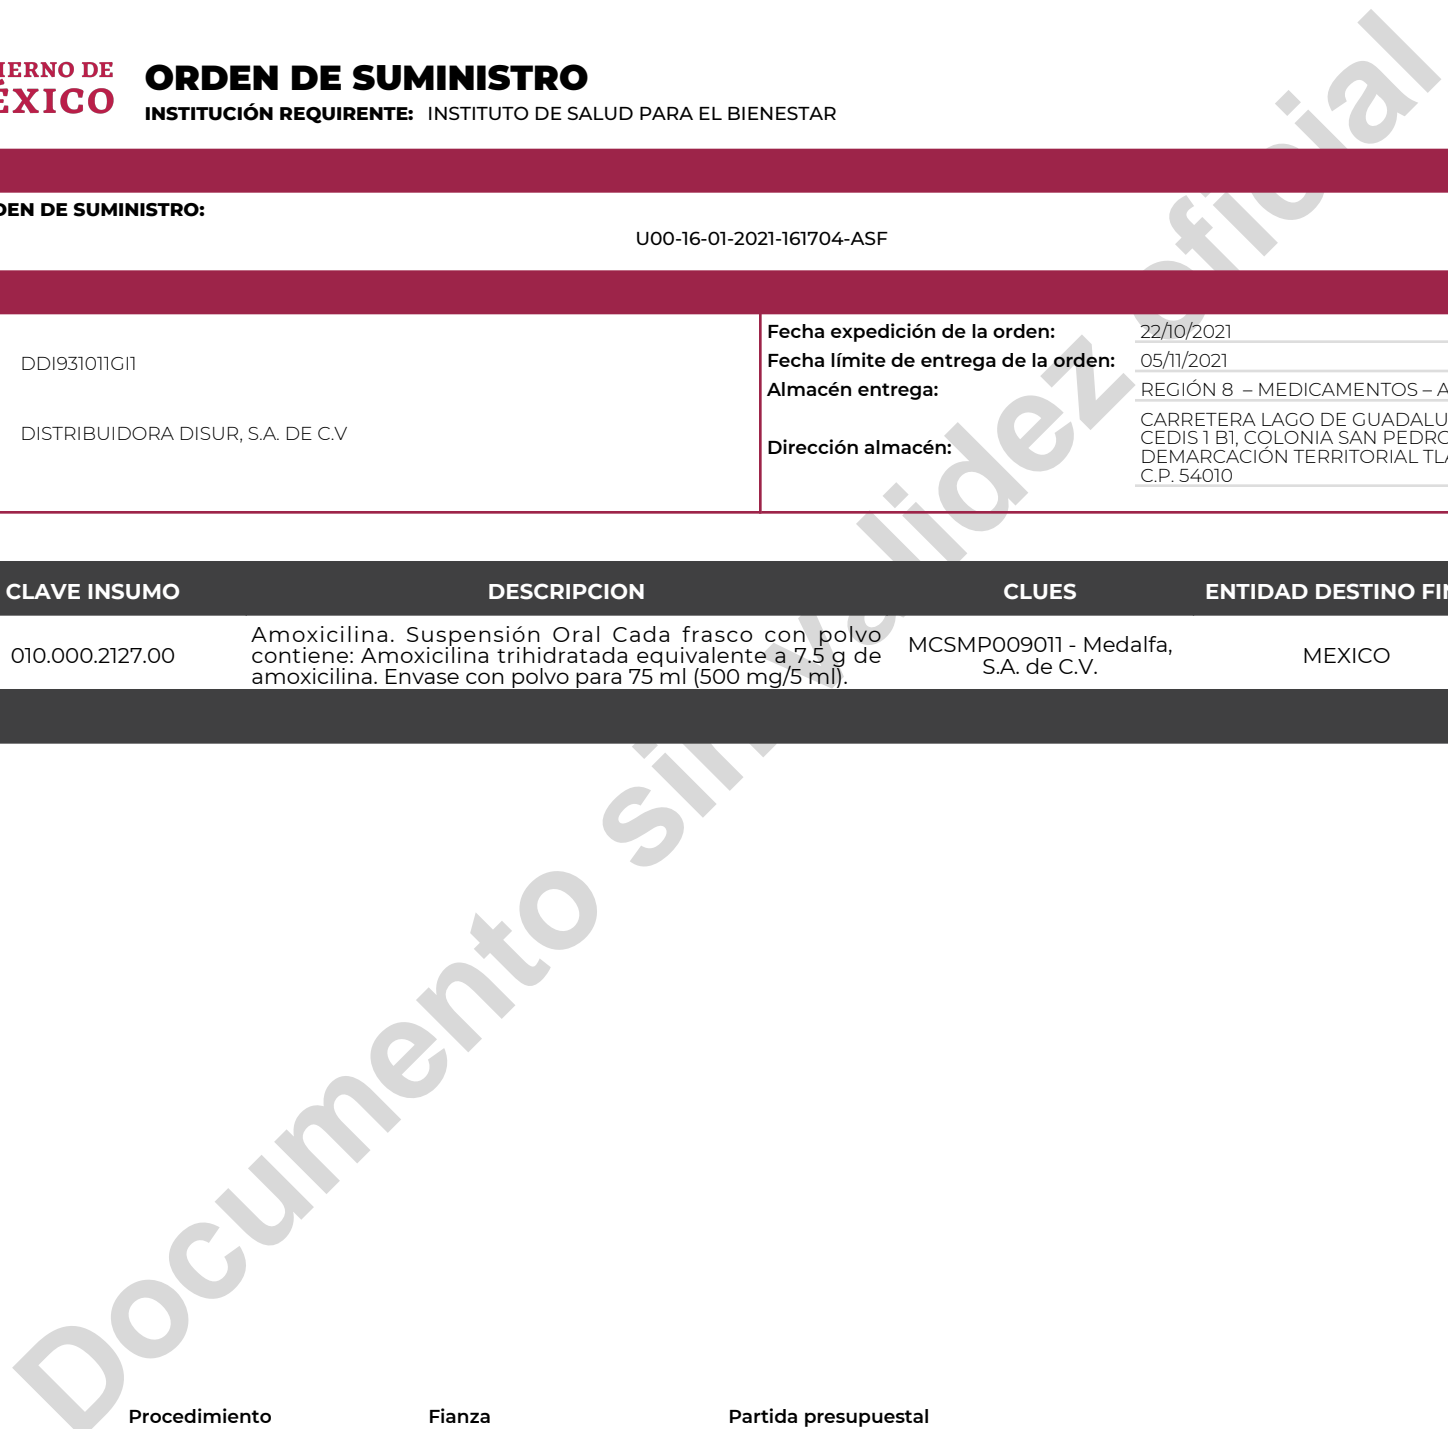 IERNO DE
ÉXICO
ORDEN DE SUMINISTRO
INSTITUCIÓN REQUIRENTE: INSTITUTO DE SALUD PARA EL BIENESTAR
DEN DE SUMINISTRO:
U00-16-01-2021-161704-ASF
DDI931011GI1
DISTRIBUIDORA DISUR, S.A. DE C.V
Fecha expedición de la orden: 22/10/2021
Fecha límite de entrega de la orden: 05/11/2021
Almacén entrega: REGIÓN 8 – MEDICAMENTOS – A
Dirección almacén:
CARRETERA LAGO DE GUADALU
CEDIS 1 B1, COLONIA SAN PEDRO
DEMARCACIÓN TERRITORIAL TLA
C.P. 54010
CLAVE INSUMO DESCRIPCION CLUES ENTIDAD DESTINO FIN
010.000.2127.00
Amoxicilina. Suspensión Oral Cada frasco con polvo
contiene: Amoxicilina trihidratada equivalente a 7.5 g de
amoxicilina. Envase con polvo para 75 ml (500 mg/5 ml).
MCSMP009011 - Medalfa,
S.A. de C.V.
MEXICO
Documento sin validez oficial
Procedimiento Fianza Partida presupuestal